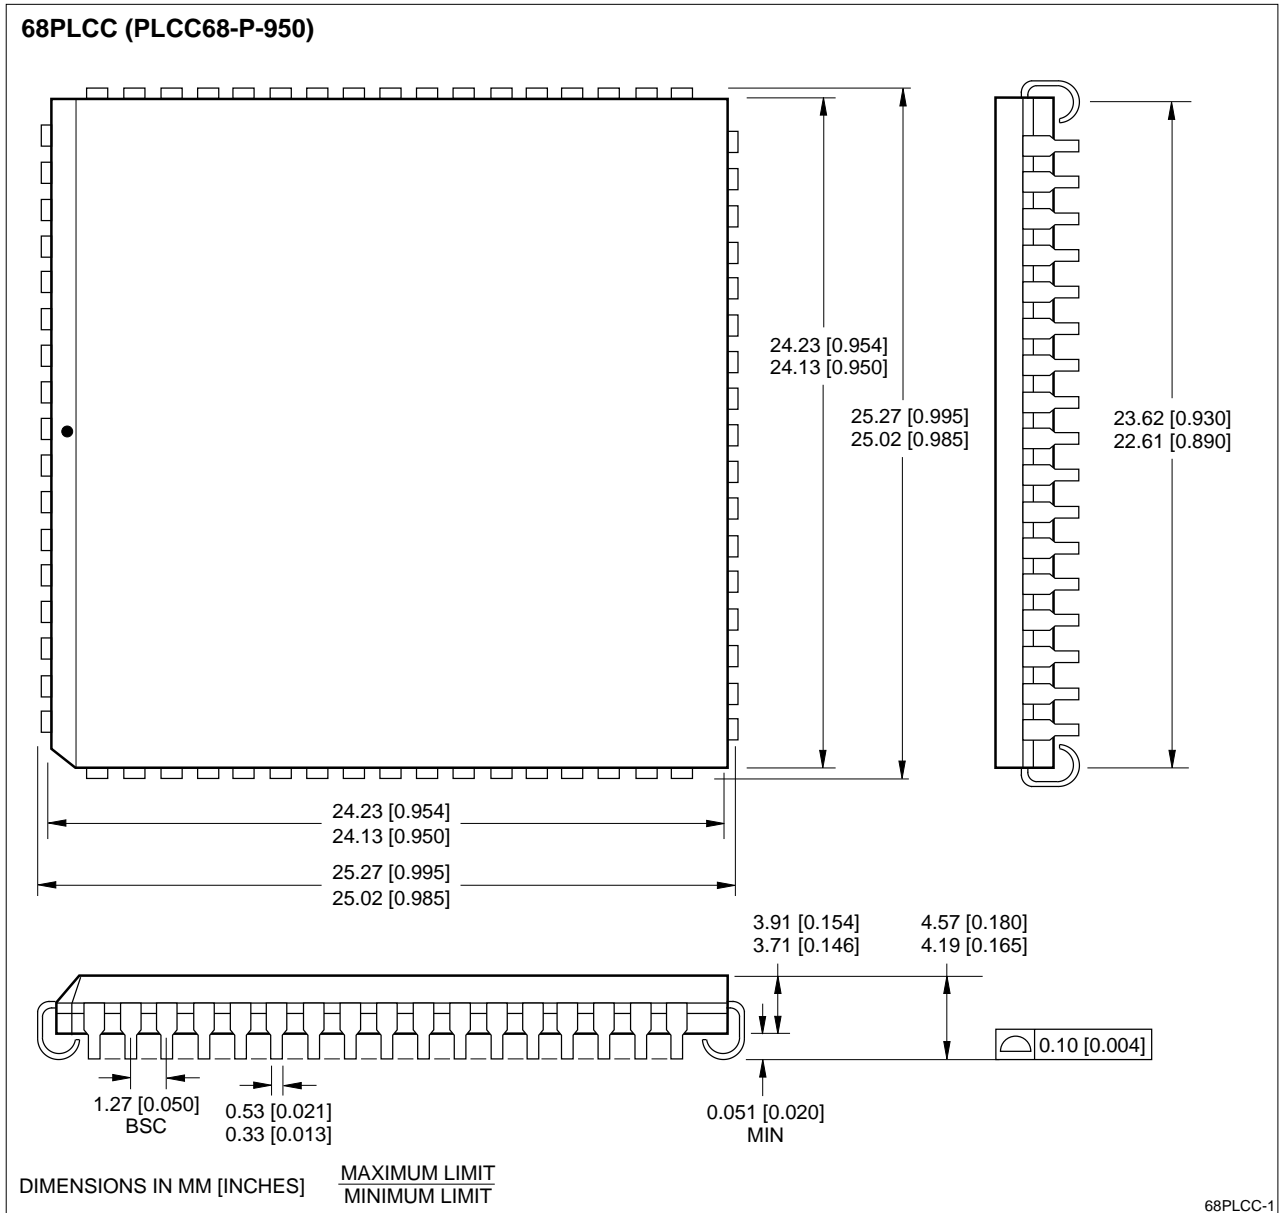 68PLCC (PLCC68-P-950)
24.23 [0.954]
24.13 [0.950]
25.27 [0.995]
25.02 [0.985]
23.62 [0.930]
22.61 [0.890]
24.23 [0.954]
24.13 [0.950]
25.27 [0.995]
25.02 [0.985]
3.91 [0.154]
3.71 [0.146]
4.57 [0.180]
4.19 [0.165]
0.10 [0.004]
1.27 [0.050]
BSC
0.53 [0.021]
0.33 [0.013]
0.051 [0.020]
MIN
DIMENSIONS IN MM [INCHES]
MAXIMUM LIMIT
MINIMUM LIMIT
68PLCC-1